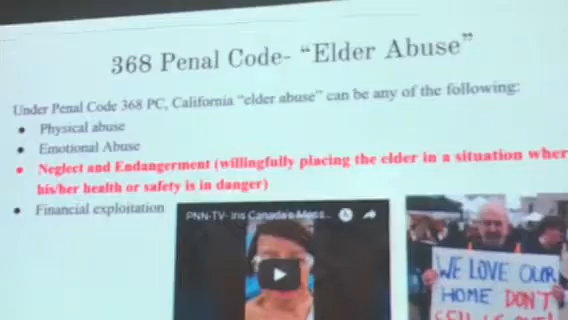 368 Penal Code- “Elder Abuse”
Under Penal Code 368 PC, California “elder abuse” can be any of the following:
• Physical abuse
• Emotional Abuse
• Neglect and Endangerment (willingfully placing the elder in a situation wher
his/her health or safety is in danger)
• Financial exploitation
PNN-TV- Iris Canada's Mess...
WE LOVE OUR
HOME DON'T